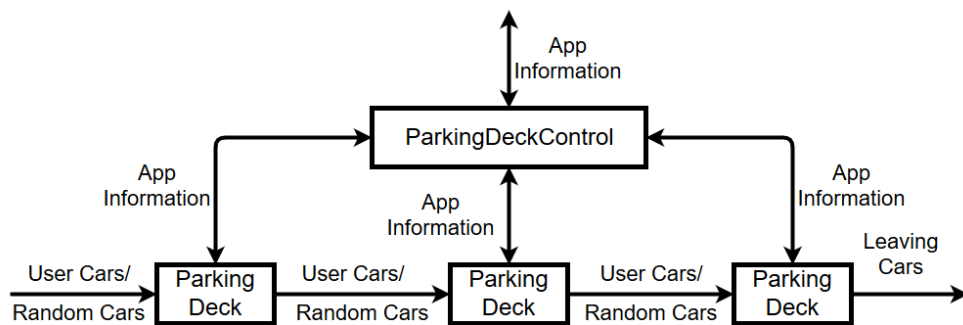 App
Information
ParkingDeckControl
App
Information
App
Information
App
Information
User Cars/
Random Cars
Parking
Deck
User Cars/
Random Cars
Parking
Deck
User Cars/
Random Cars
Parking
Deck
Leaving
Cars